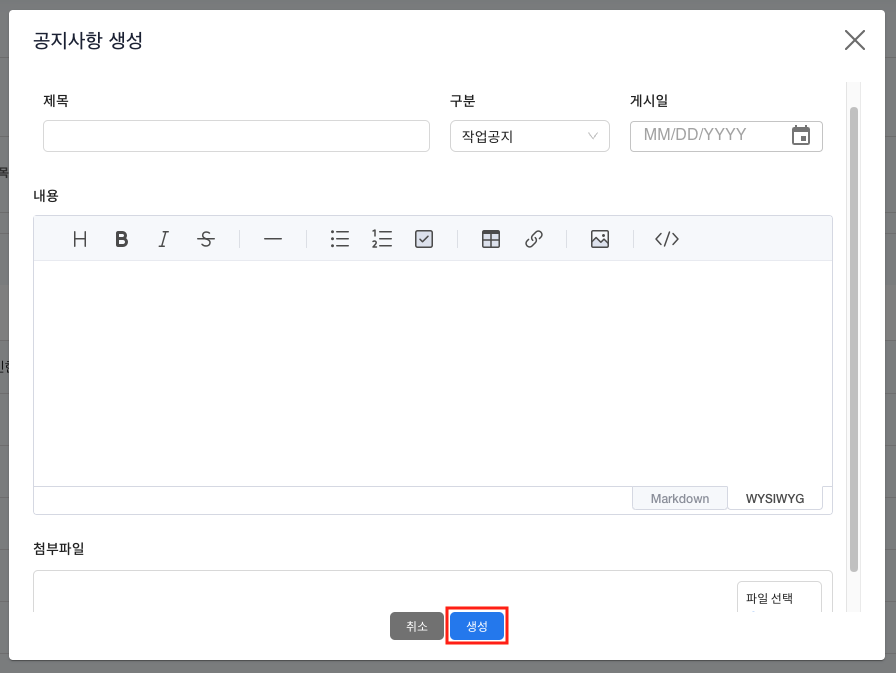 공지사항 생성
제목
구분
게시일
작업공지
MM/DD/YYYY
내용
H B I S
Markdown
WYSIWYG
첨부파일
파일 선택
취소
생성